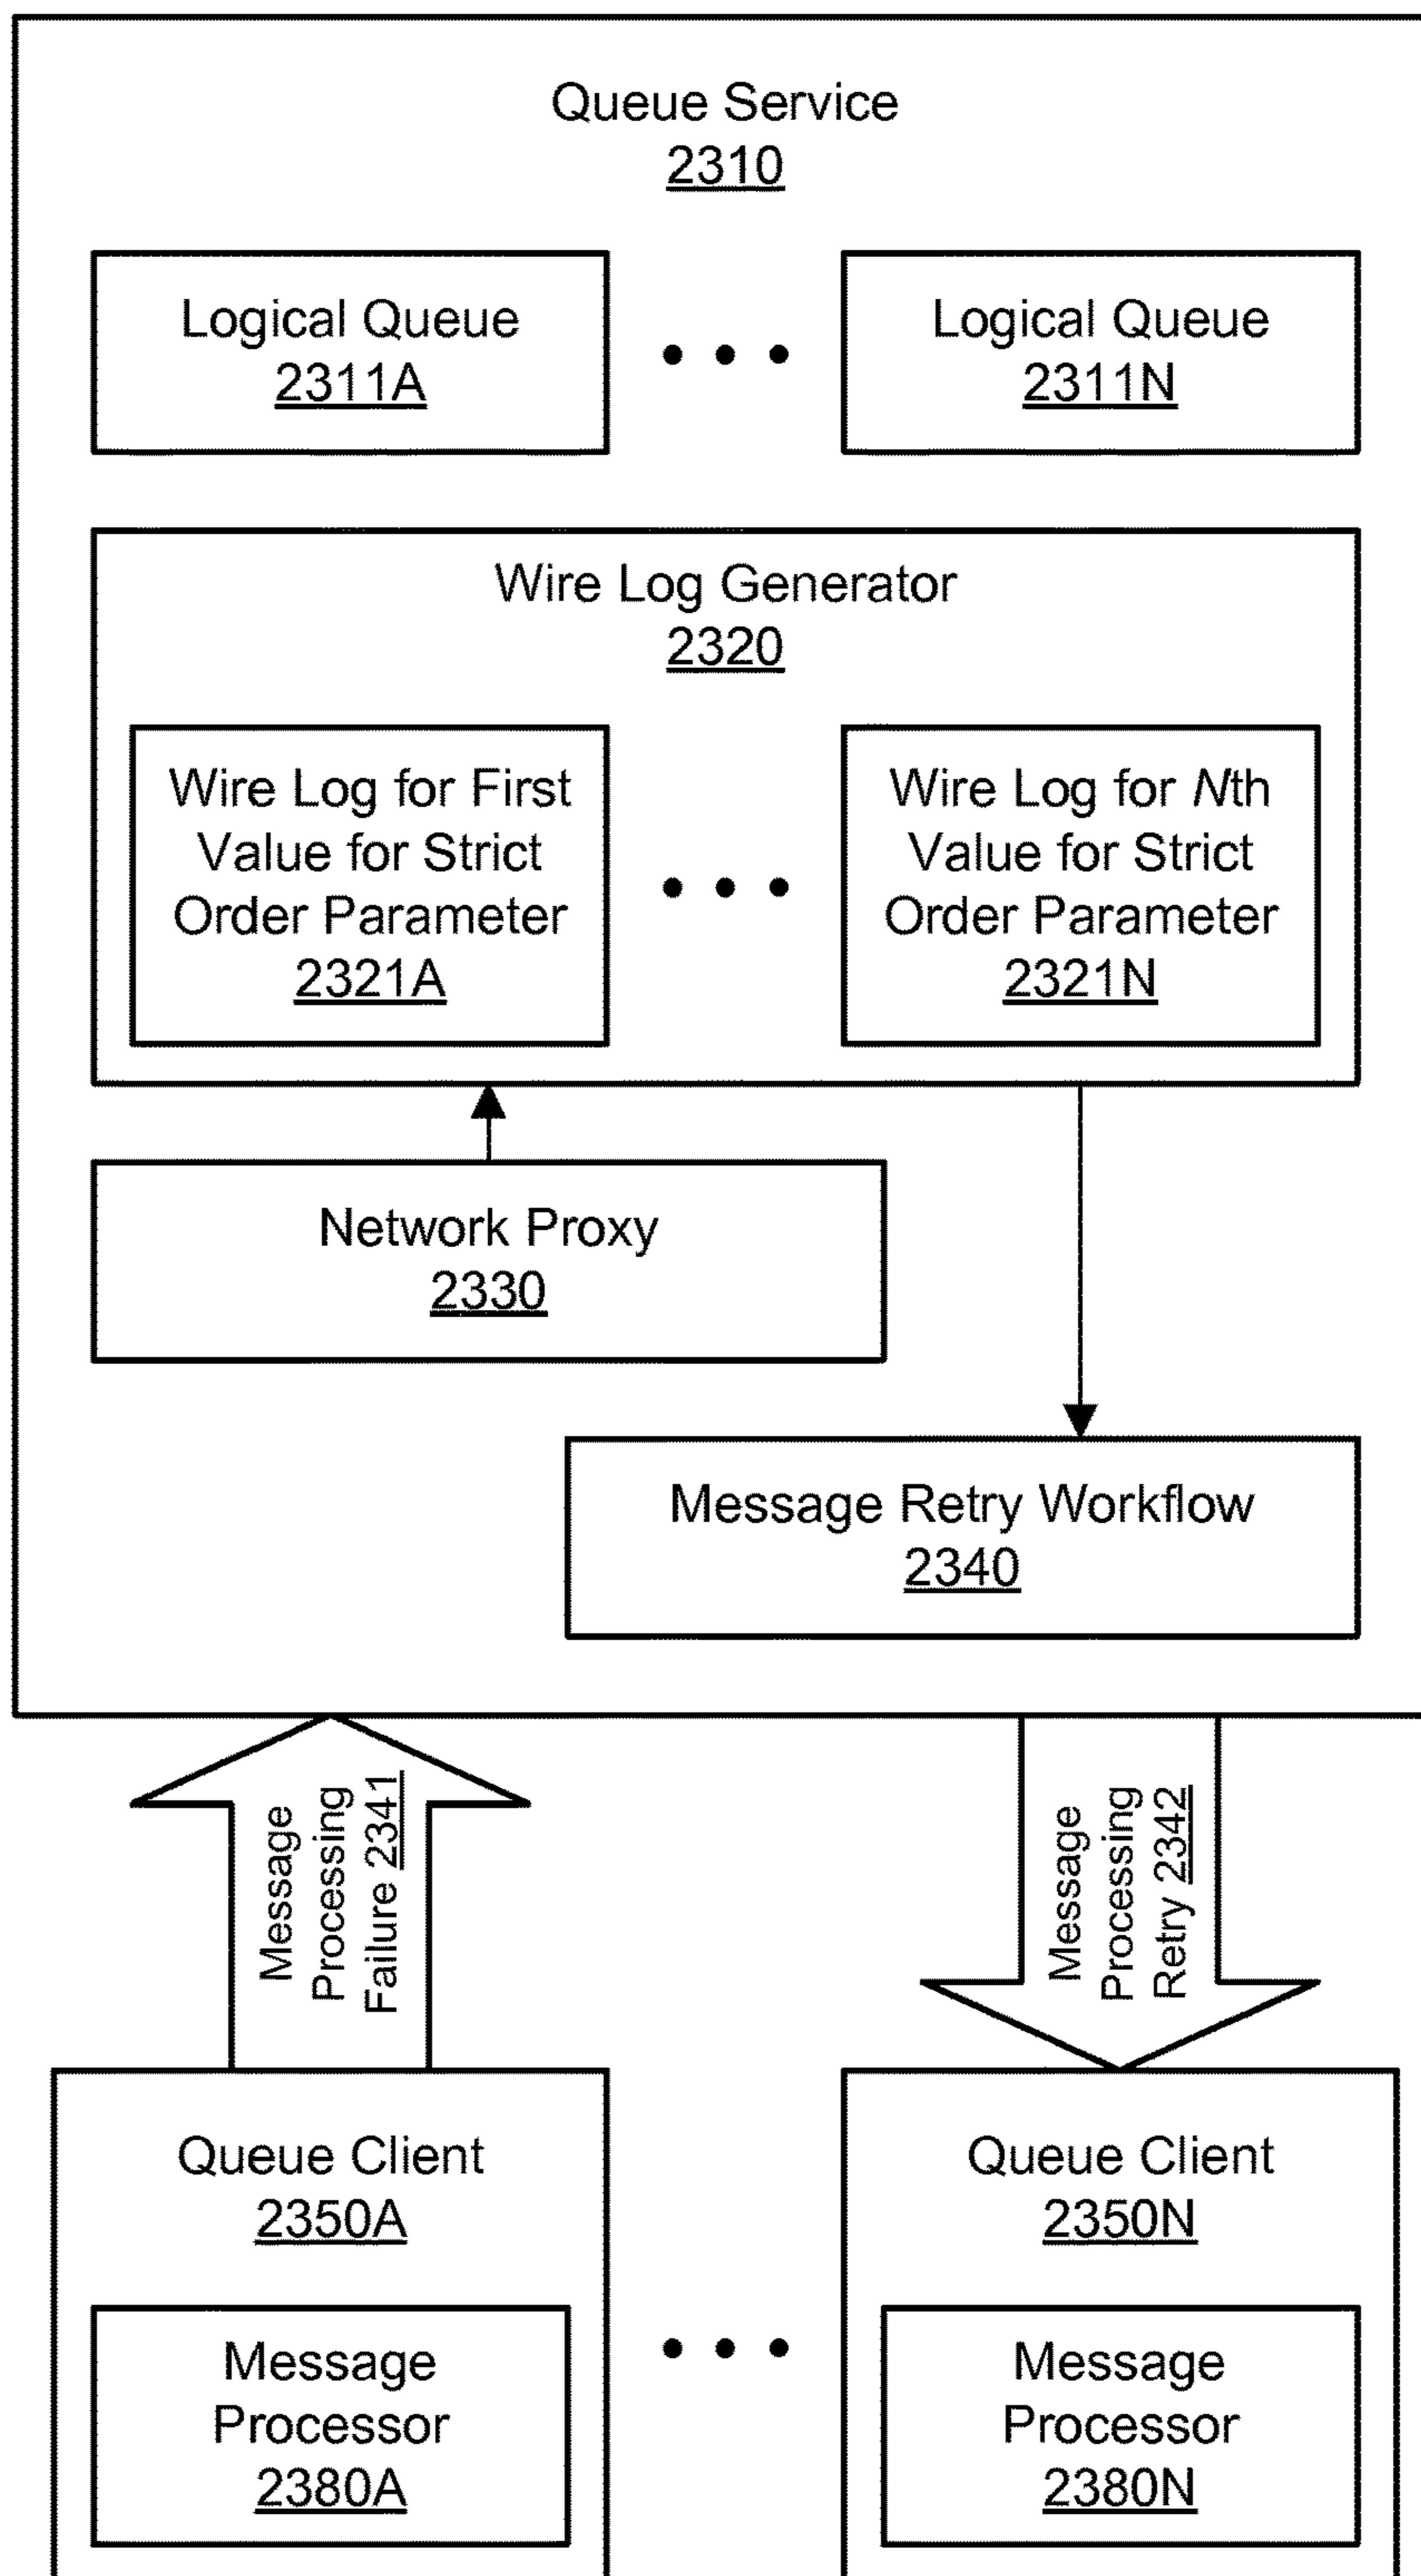 Queue Service
2310
Logical Queue
2311A
Logical Queue
2311N
Wire Log Generator
2320
Wire Log for First
Value for Strict
Order Parameter
2321A
Wire Log for Nth
Value for Strict
Order Parameter
2321N
Network Proxy
2330
Message Retry Workflow
2340
Message
Processing
Failure 2341
Message
Processing
Retry 2342
Queue Client
2350A
Message
Processor
2380A
Queue Client
2350N
Message
Processor
2380N